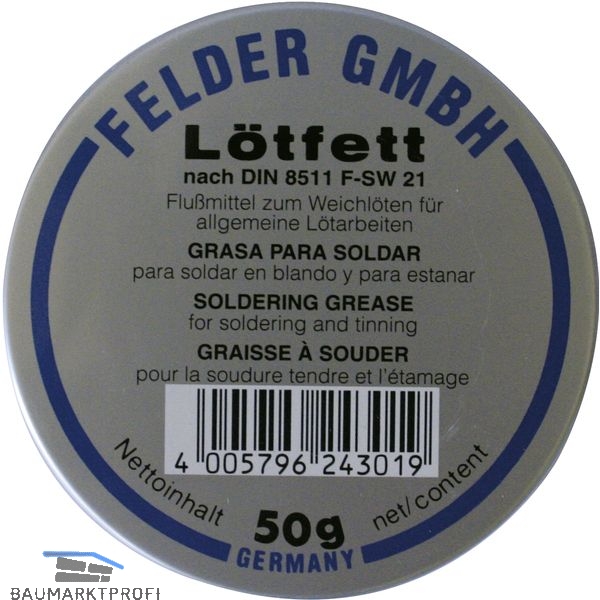 FELDER GMBH
Lötfett
nach DIN 8511 F-SW 21
Flußmittel zum Weichlöten für
allgemeine Lötarbeiten
GRASA PARA SOLDAR
para soldar en blando y para estanar
SOLDERING GREASE
for soldering and tinning
GRAISSE À SOUDER
pour la soudure tendre et l'étamage
4 005796 243019
Nettoinhalt 50g net/content
GERMANY
BAUMARKTPROFI